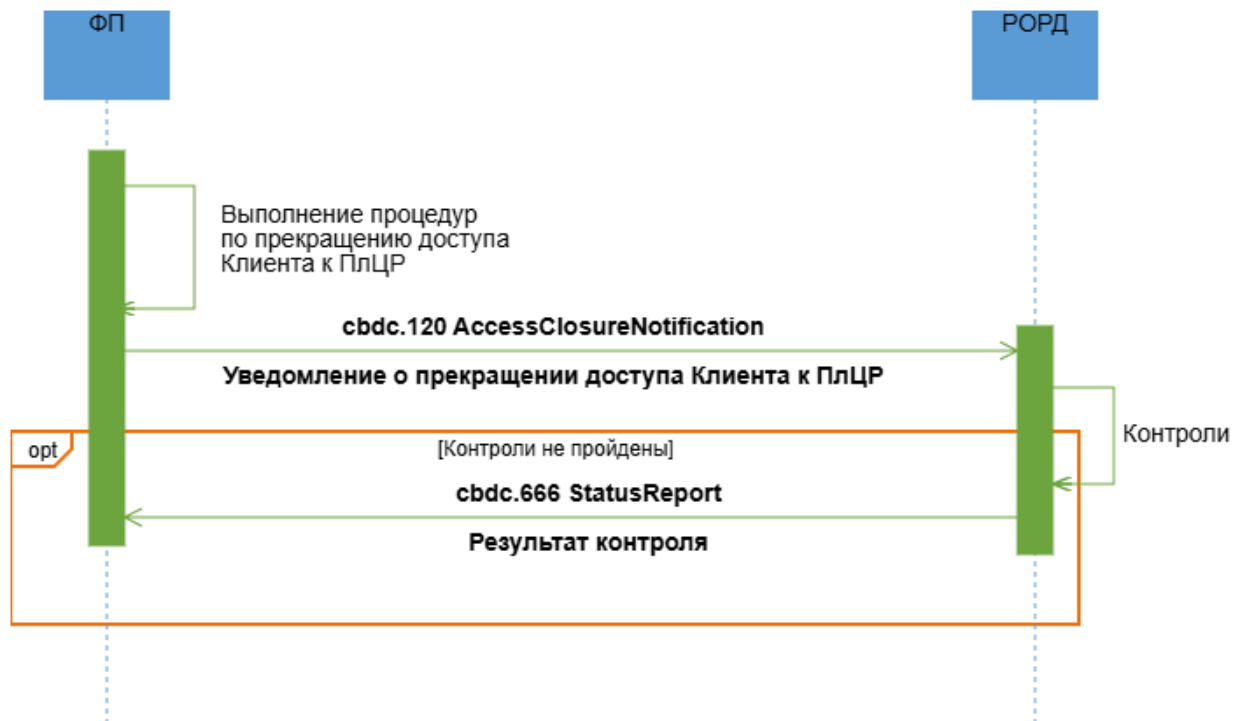 ФП
РОРД
Выполнение процедур
по прекращению доступа
Клиента к ПлЦР
cbdc.120 AccessClosureNotification
Уведомление о прекращении доступа Клиента к ПлЦР
Контроли
opt
[Контроли не пройдены]
cbdc.666 StatusReport
Результат контроля